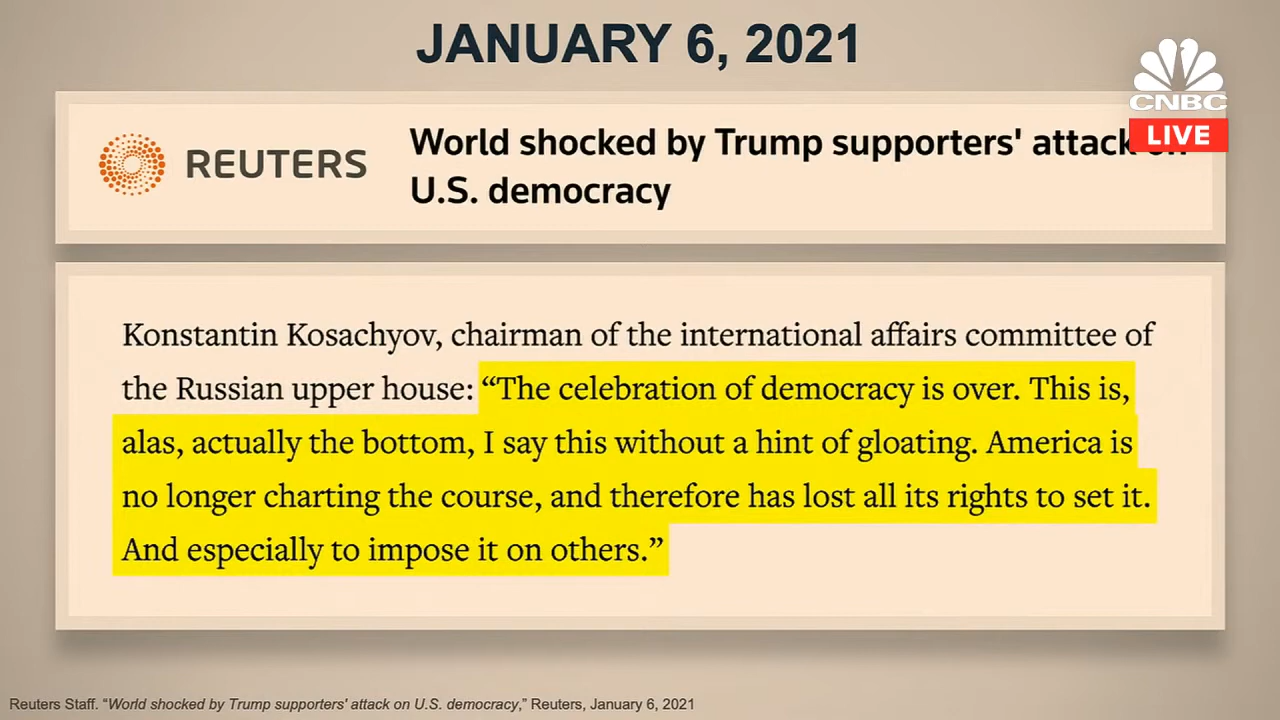 JANUARY 6, 2021
CNBC
LIVE
REUTERS
World shocked by Trump supporters' attack on
U.S. democracy
Konstantin Kosachyov, chairman of the international affairs committee of
the Russian upper house: “The celebration of democracy is over. This is,
alas, actually the bottom, I say this without a hint of gloating. America is
no longer charting the course, and therefore has lost all its rights to set it.
And especially to impose it on others.”
Reuters Staff. “World shocked by Trump supporters' attack on U.S. democracy,” Reuters, January 6, 2021